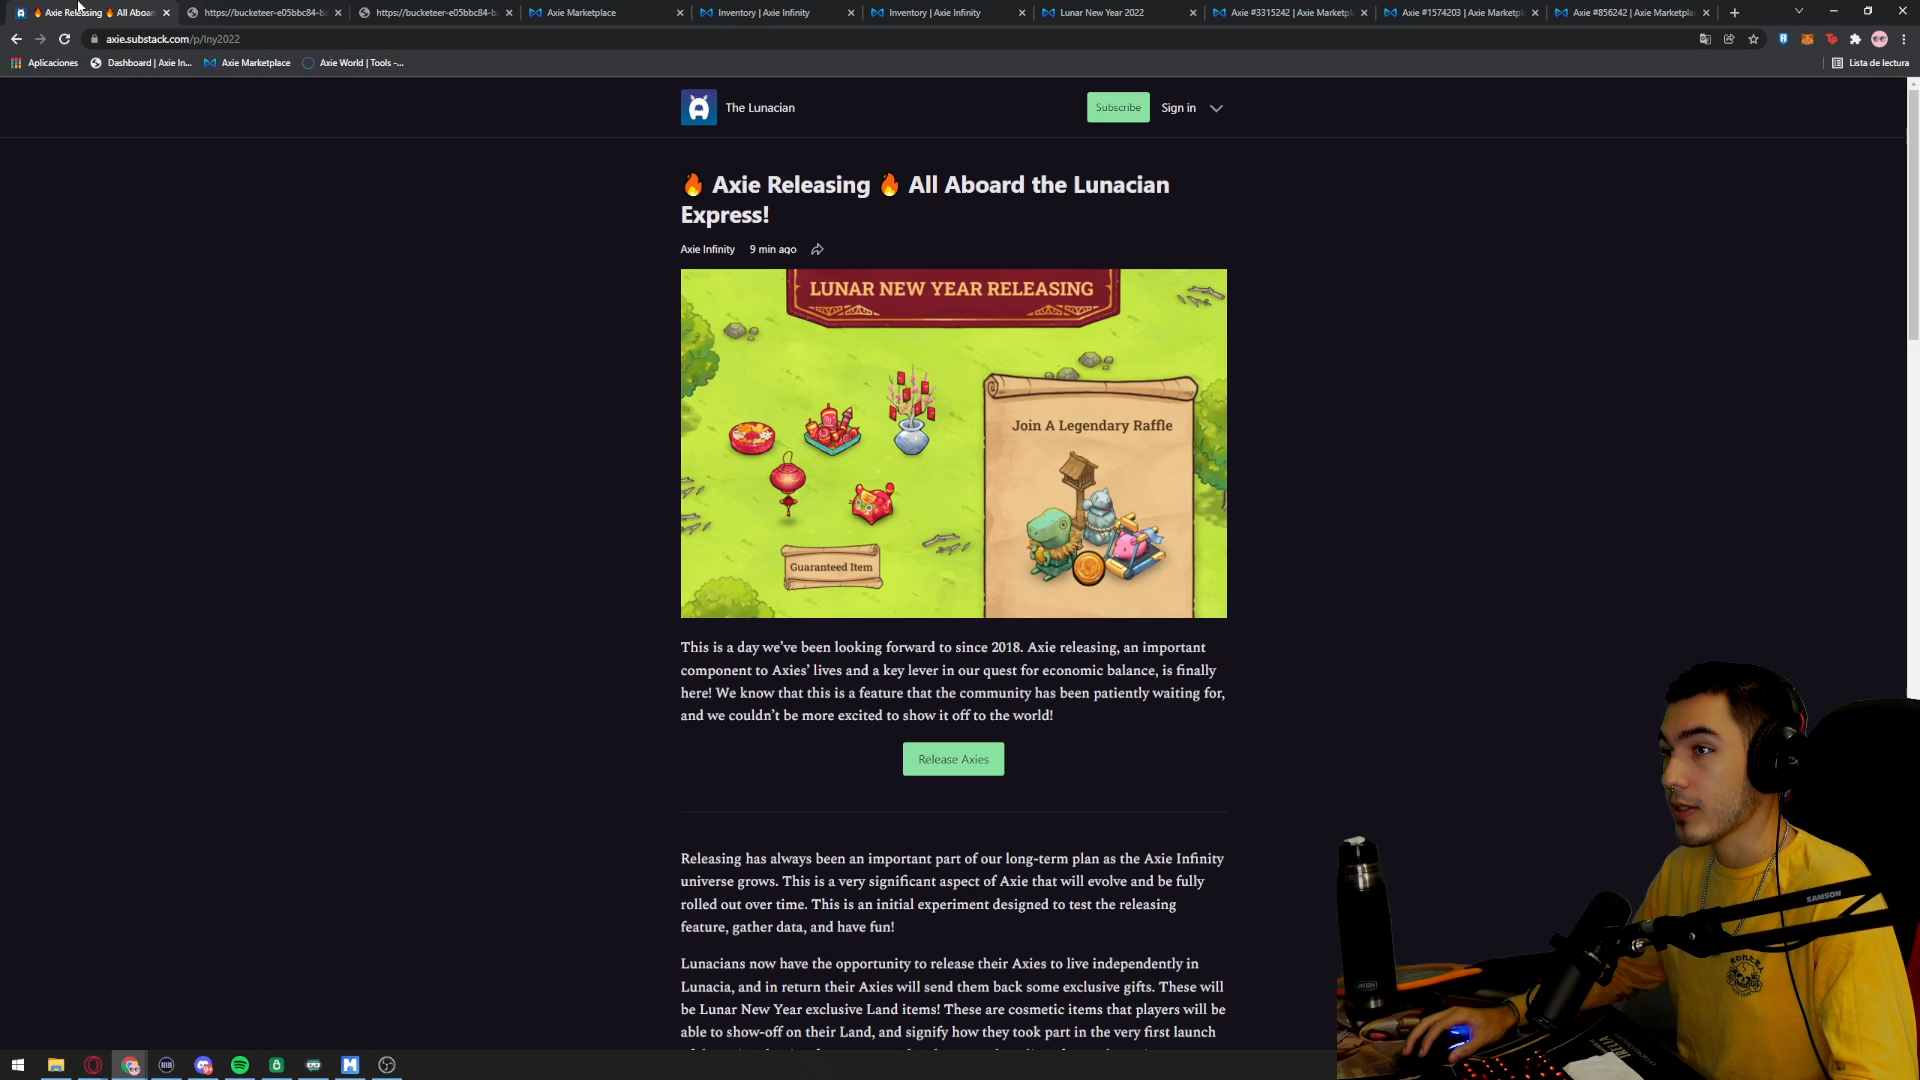 Axie Releasing 🔥 All Aboar
https://bucketeer-e05bbc84-ba
https://bucketeer-e05bbc84-ba
Axie Marketplace
Inventory | Axie Infinity
Inventory | Axie Infinity
Lunar New Year 2022
Axie #3315242 | Axie Marketpl
Axie #1574203 | Axie Marketpl
Axie #856242 | Axie Marketpla
axie.substack.com/p/lny2022
Aplicaciones
Dashboard | Axie In...
Axie Marketplace
Axie World | Tools -...
Lista de lectura
The Lunacian
Subscribe
Sign in
🔥 Axie Releasing 🔥 All Aboard the Lunacian
Express!
Axie Infinity 9 min ago
LUNAR NEW YEAR RELEASING
Join A Legendary Raffle
Guaranteed Item
This is a day we've been looking forward to since 2018. Axie releasing, an important
component to Axies' lives and a key lever in our quest for economic balance, is finally
here! We know that this is a feature that the community has been patiently waiting for,
and we couldn't be more excited to show it off to the world!
Release Axies
Releasing has always been an important part of our long-term plan as the Axie Infinity
universe grows. This is a very significant aspect of Axie that will evolve and be fully
rolled out over time. This is an initial experiment designed to test the releasing
feature, gather data, and have fun!
Lunacians now have the opportunity to release their Axies to live independently in
Lunacia, and in return their Axies will send them back some exclusive gifts. These will
be Lunar New Year exclusive Land items! These are cosmetic items that players will be
able to show-off on their Land, and signify how they took part in the very first launch
SAMSON